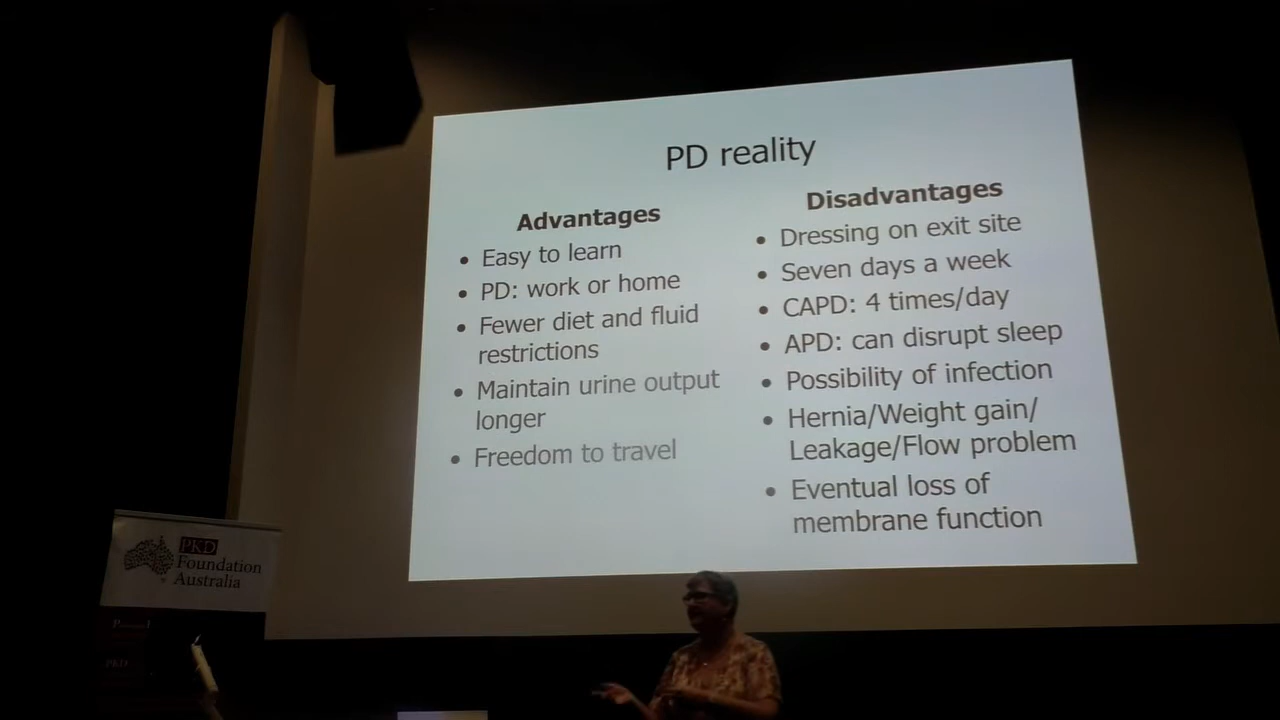 PD reality
Advantages
• Easy to learn
• PD: work or home
• Fewer diet and fluid
restrictions
• Maintain urine output
longer
• Freedom to travel
Disadvantages
• Dressing on exit site
• Seven days a week
• CAPD: 4 times/day
• APD: can disrupt sleep
• Possibility of infection
• Hernia/Weight gain/
Leakage/Flow problem
• Eventual loss of
membrane function
PKD
Foundation
Australia
PKD